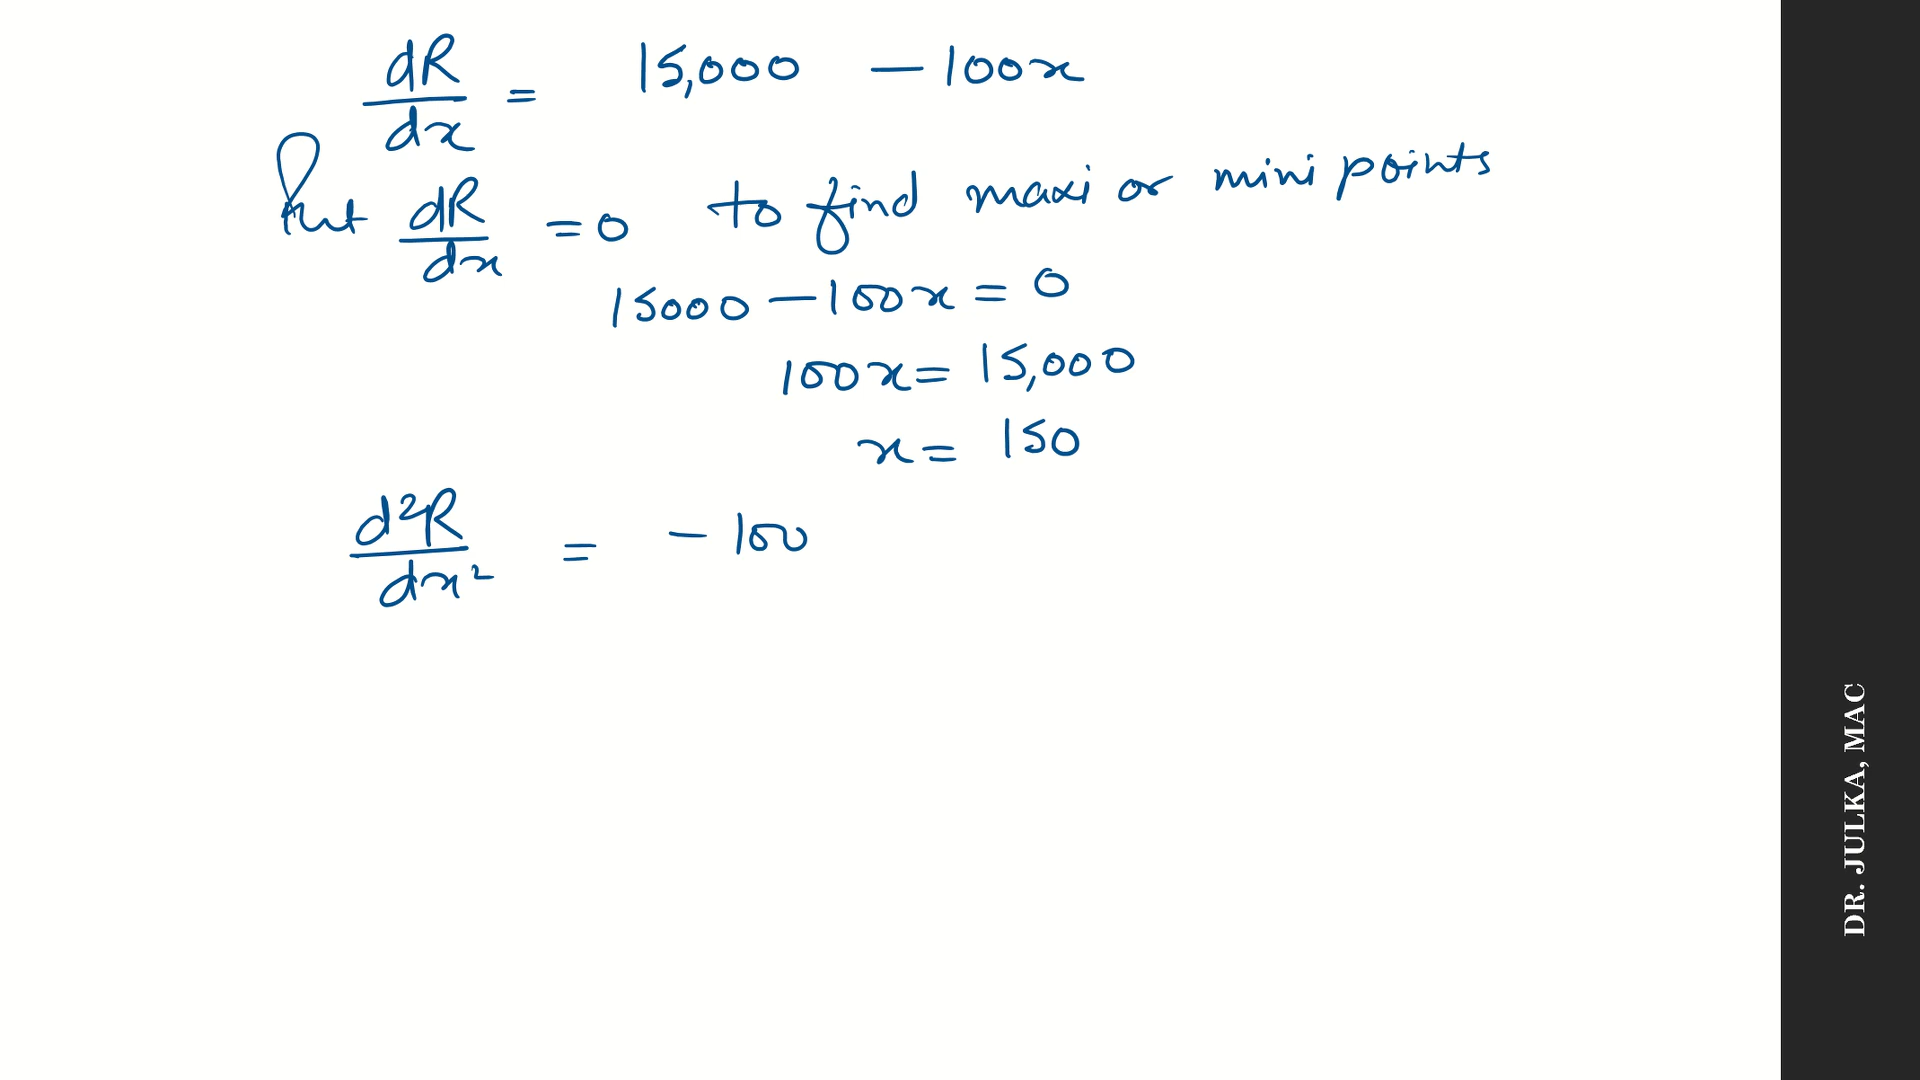 dR/dx = 15,000 − 100x
Put dR/dx = 0 to find maxi or mini points
15000 − 100x = 0
100x = 15,000
x = 150
d²R/dx² = − 100
DR. JULKA, MAC